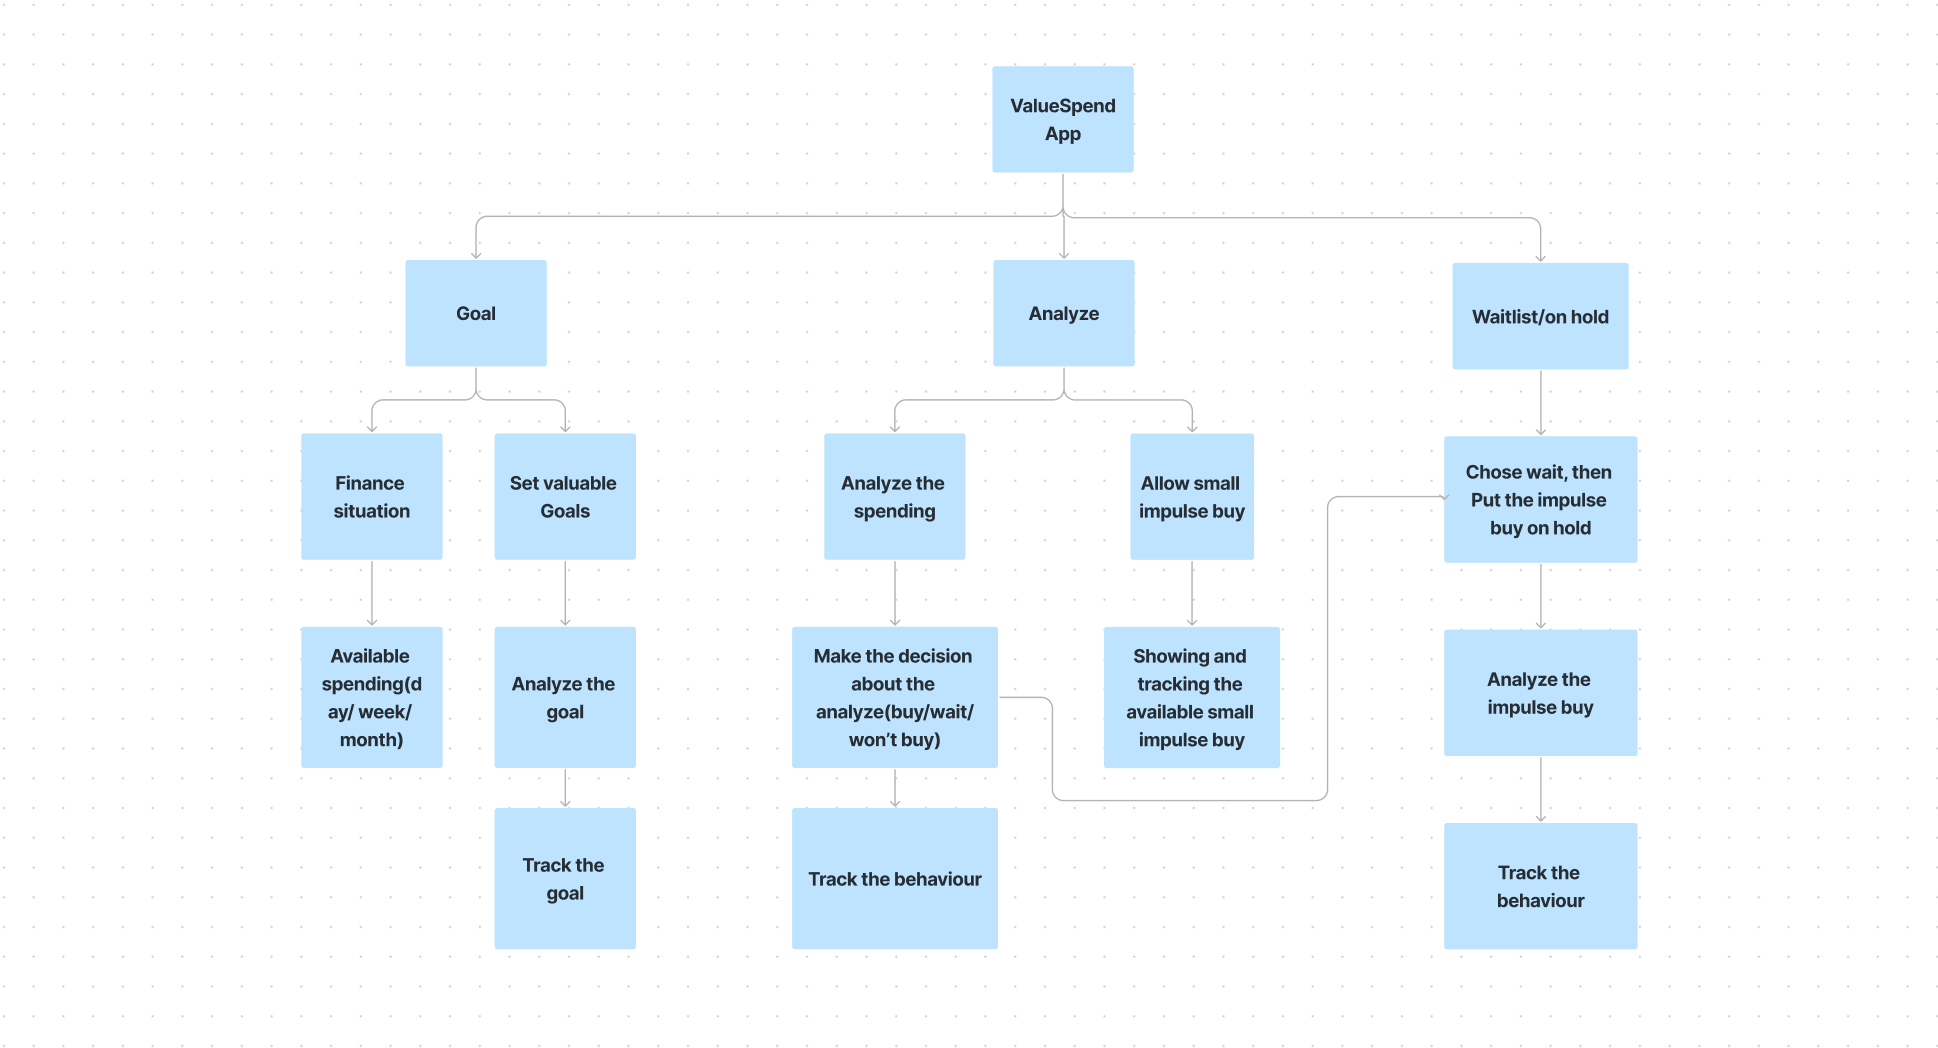 ValueSpend
App
Goal
Analyze
Waitlist/on hold
Finance
situation
Set valuable
Goals
Analyze the
spending
Allow small
impulse buy
Chose wait, then
Put the impulse
buy on hold
Available
spending(d
ay/ week/
month)
Analyze the
goal
Make the decision
about the
analyze(buy/wait/
won’t buy)
Showing and
tracking the
available small
impulse buy
Analyze the
impulse buy
Track the
goal
Track the behaviour
Track the
behaviour